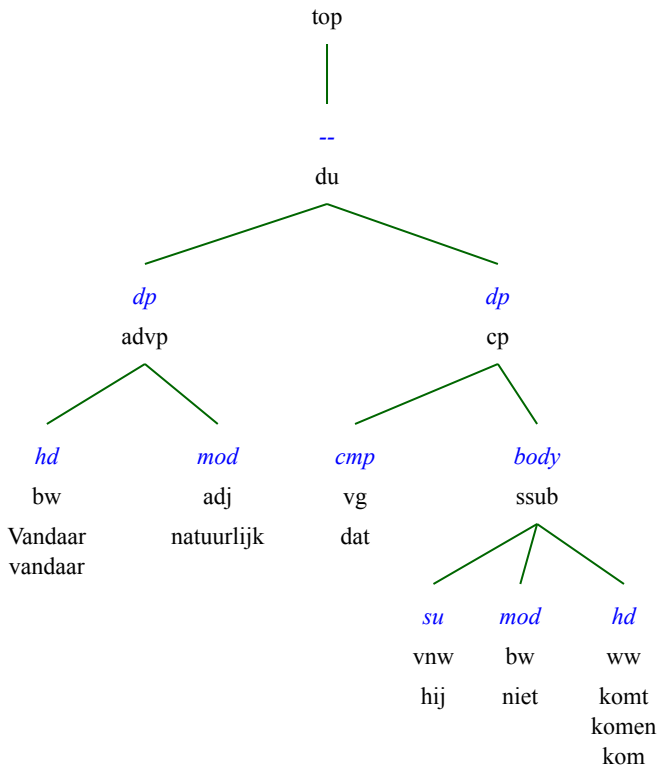 top
--
du
dp dp
advp cp
hd mod cmp body
bw adj vg ssub
Vandaar natuurlijk dat
vandaar
su mod hd
vnw bw ww
hij niet komt
komen
kom